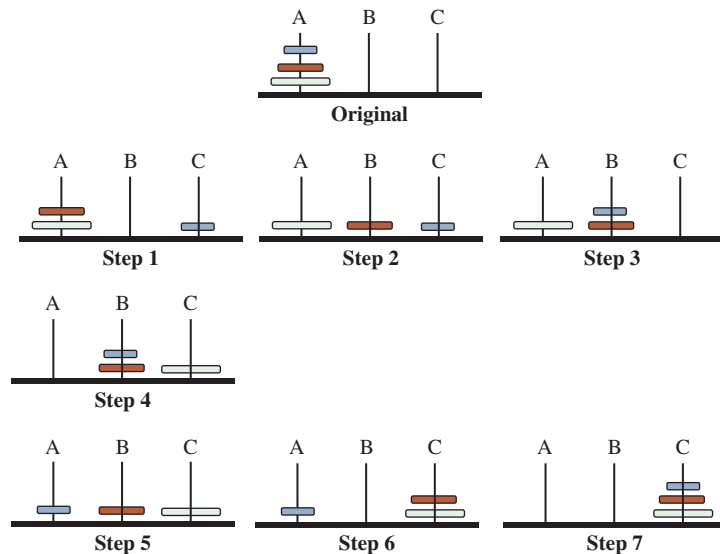 A B C
Original
A B C A B C A B C
Step 1 Step 2 Step 3
A B C
Step 4
A B C A B C A B C
Step 5 Step 6 Step 7